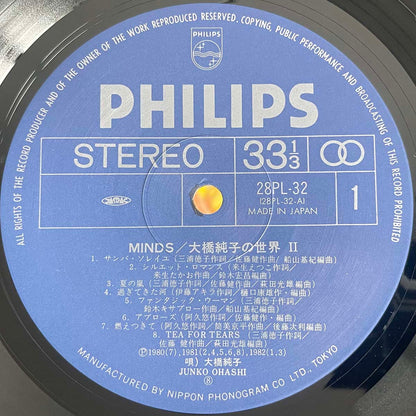 ALL RIGHTS OF THE RECORD PRODUCER AND OF THE OWNER OF THE WORK REPRODUCED RESERVED. COPYING, PUBLIC PERFORMANCE AND BROADCASTING OF THIS RECORD PROHIBITED.
PHILIPS
PHILIPS
STEREO
33 1/3
28PL-32
(28PL-32-A)
MADE IN JAPAN
1
JASRAC
MINDS/大橋純子の世界 II
1. サンバ・ソレイユ(三浦徳子作詞/佐藤健作曲/船山基紀編曲)
2. シルエット・ロマンス(来生えつこ作詞/
来生たかお作曲/鈴木宏昌編曲)
3. 夏の風(三浦徳子作詞/佐藤健作曲/萩田光雄編曲)
4. 過ぎてきた河(伊藤アキラ作詞/樋口康雄作・編曲)
5. ファンタジック・ウーマン(三浦徳子作詞/
鈴木キサブロー作曲/船山基紀編曲)
6. アプローズ(阿久悠作詞/佐藤健作・編曲)
7. 燃えつきて(阿久悠作詞/筒美京平作曲/後藤次利編曲)
8. TEA FOR TEARS(三浦徳子作詞/
佐藤健作曲/萩田光雄編曲)
Ⓟ1980(7), 1981(2,4,5,6,8), 1982(1,3)
唄)大橋純子
JUNKO OHASHI
⑧
MANUFACTURED BY NIPPON PHONOGRAM CO., LTD., TOKYO